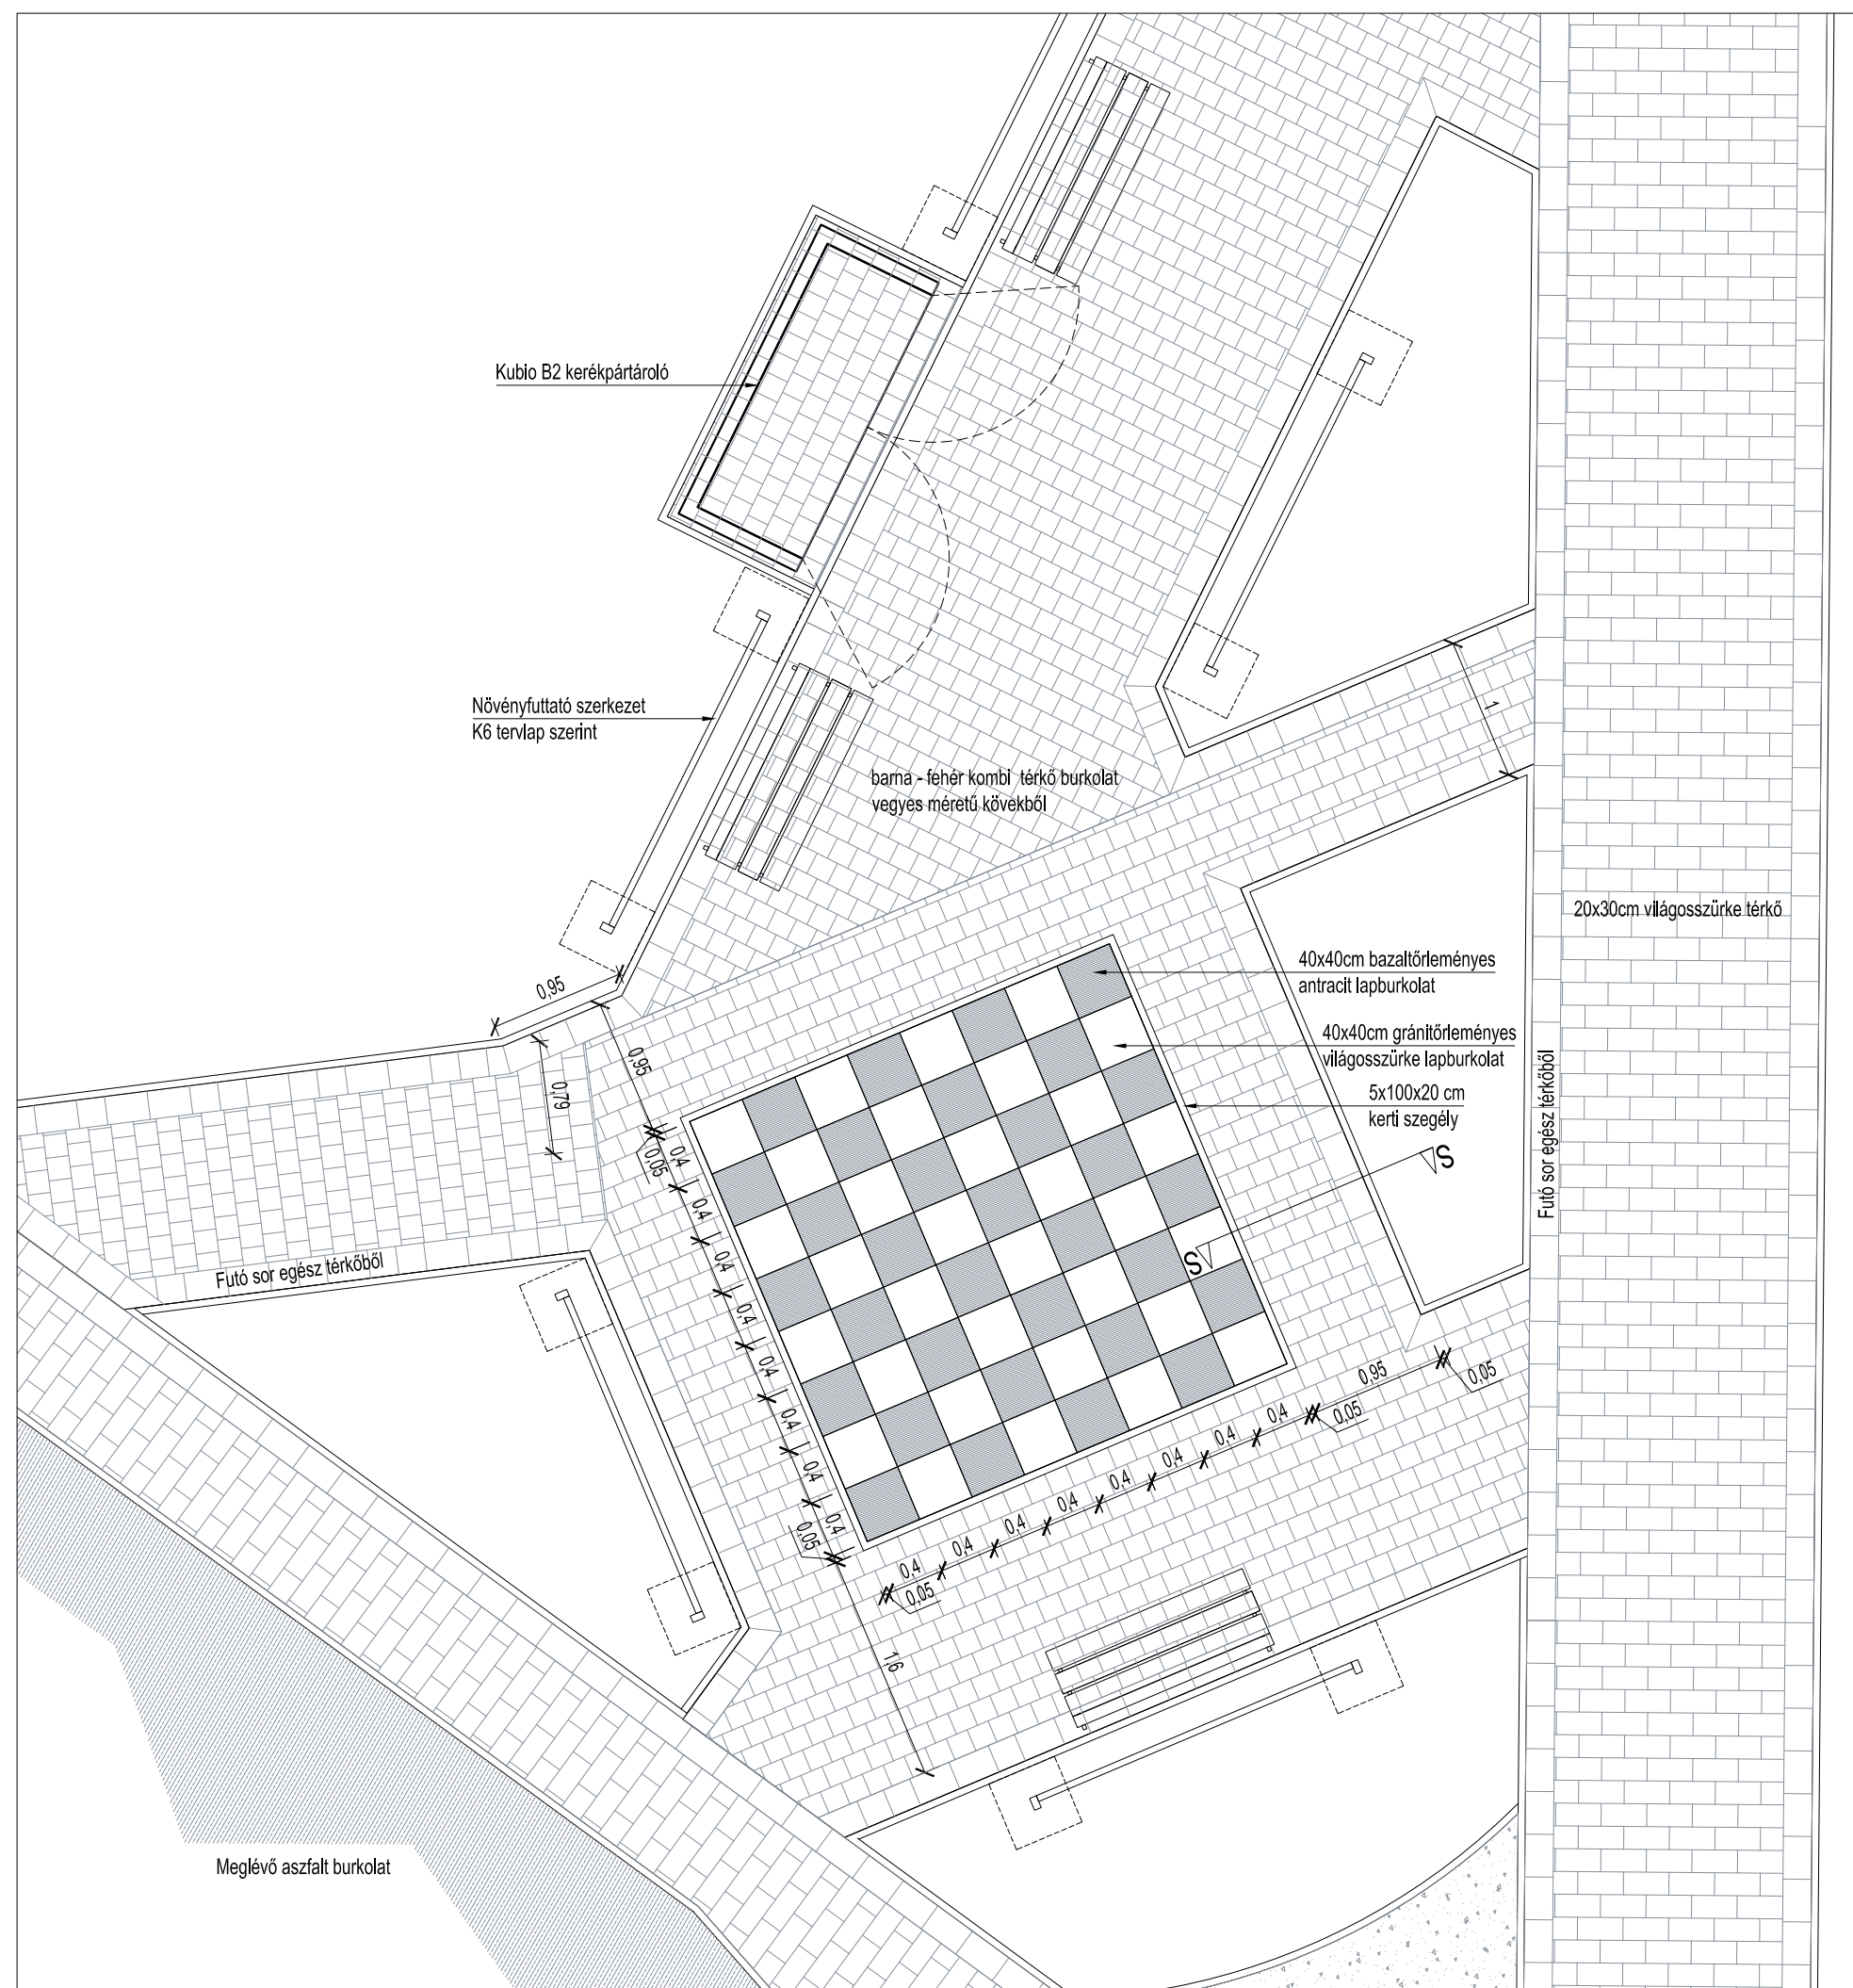 Kubio B2 kerékpártároló
Növényfuttató szerkezet
K6 tervlap szerint
barna - fehér kombi térkő burkolat
vegyes méretű kövekből
20x30cm világosszürke térkő
40x40cm bazaltőrleményes
antracit lapburkolat
40x40cm gránitőrleményes
világosszürke lapburkolat
5x100x20 cm
kerti szegély
Futó sor egész térkőből
S
S
1
0,95
0,95
0,79
0,05
0,4
0,4
0,4
0,4
0,4
0,4
0,4
0,4
0,05
1,6
0,05
0,4
0,4
0,4
0,4
0,4
0,4
0,4
0,4
0,05
0,95
0,05
Futó sor egész térkőből
Meglévő aszfalt burkolat